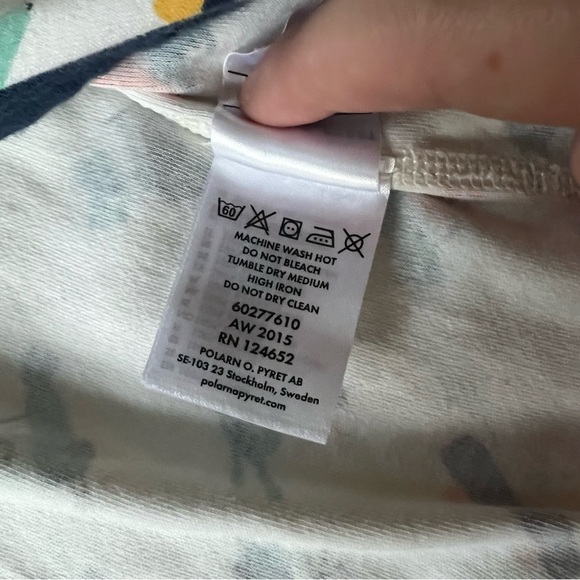 60
MACHINE WASH HOT
DO NOT BLEACH
TUMBLE DRY MEDIUM
HIGH IRON
DO NOT DRY CLEAN
60277610
AW 2015
RN 124652
POLARN O. PYRET AB
SE-103 23 Stockholm, Sweden
polarnopyret.com